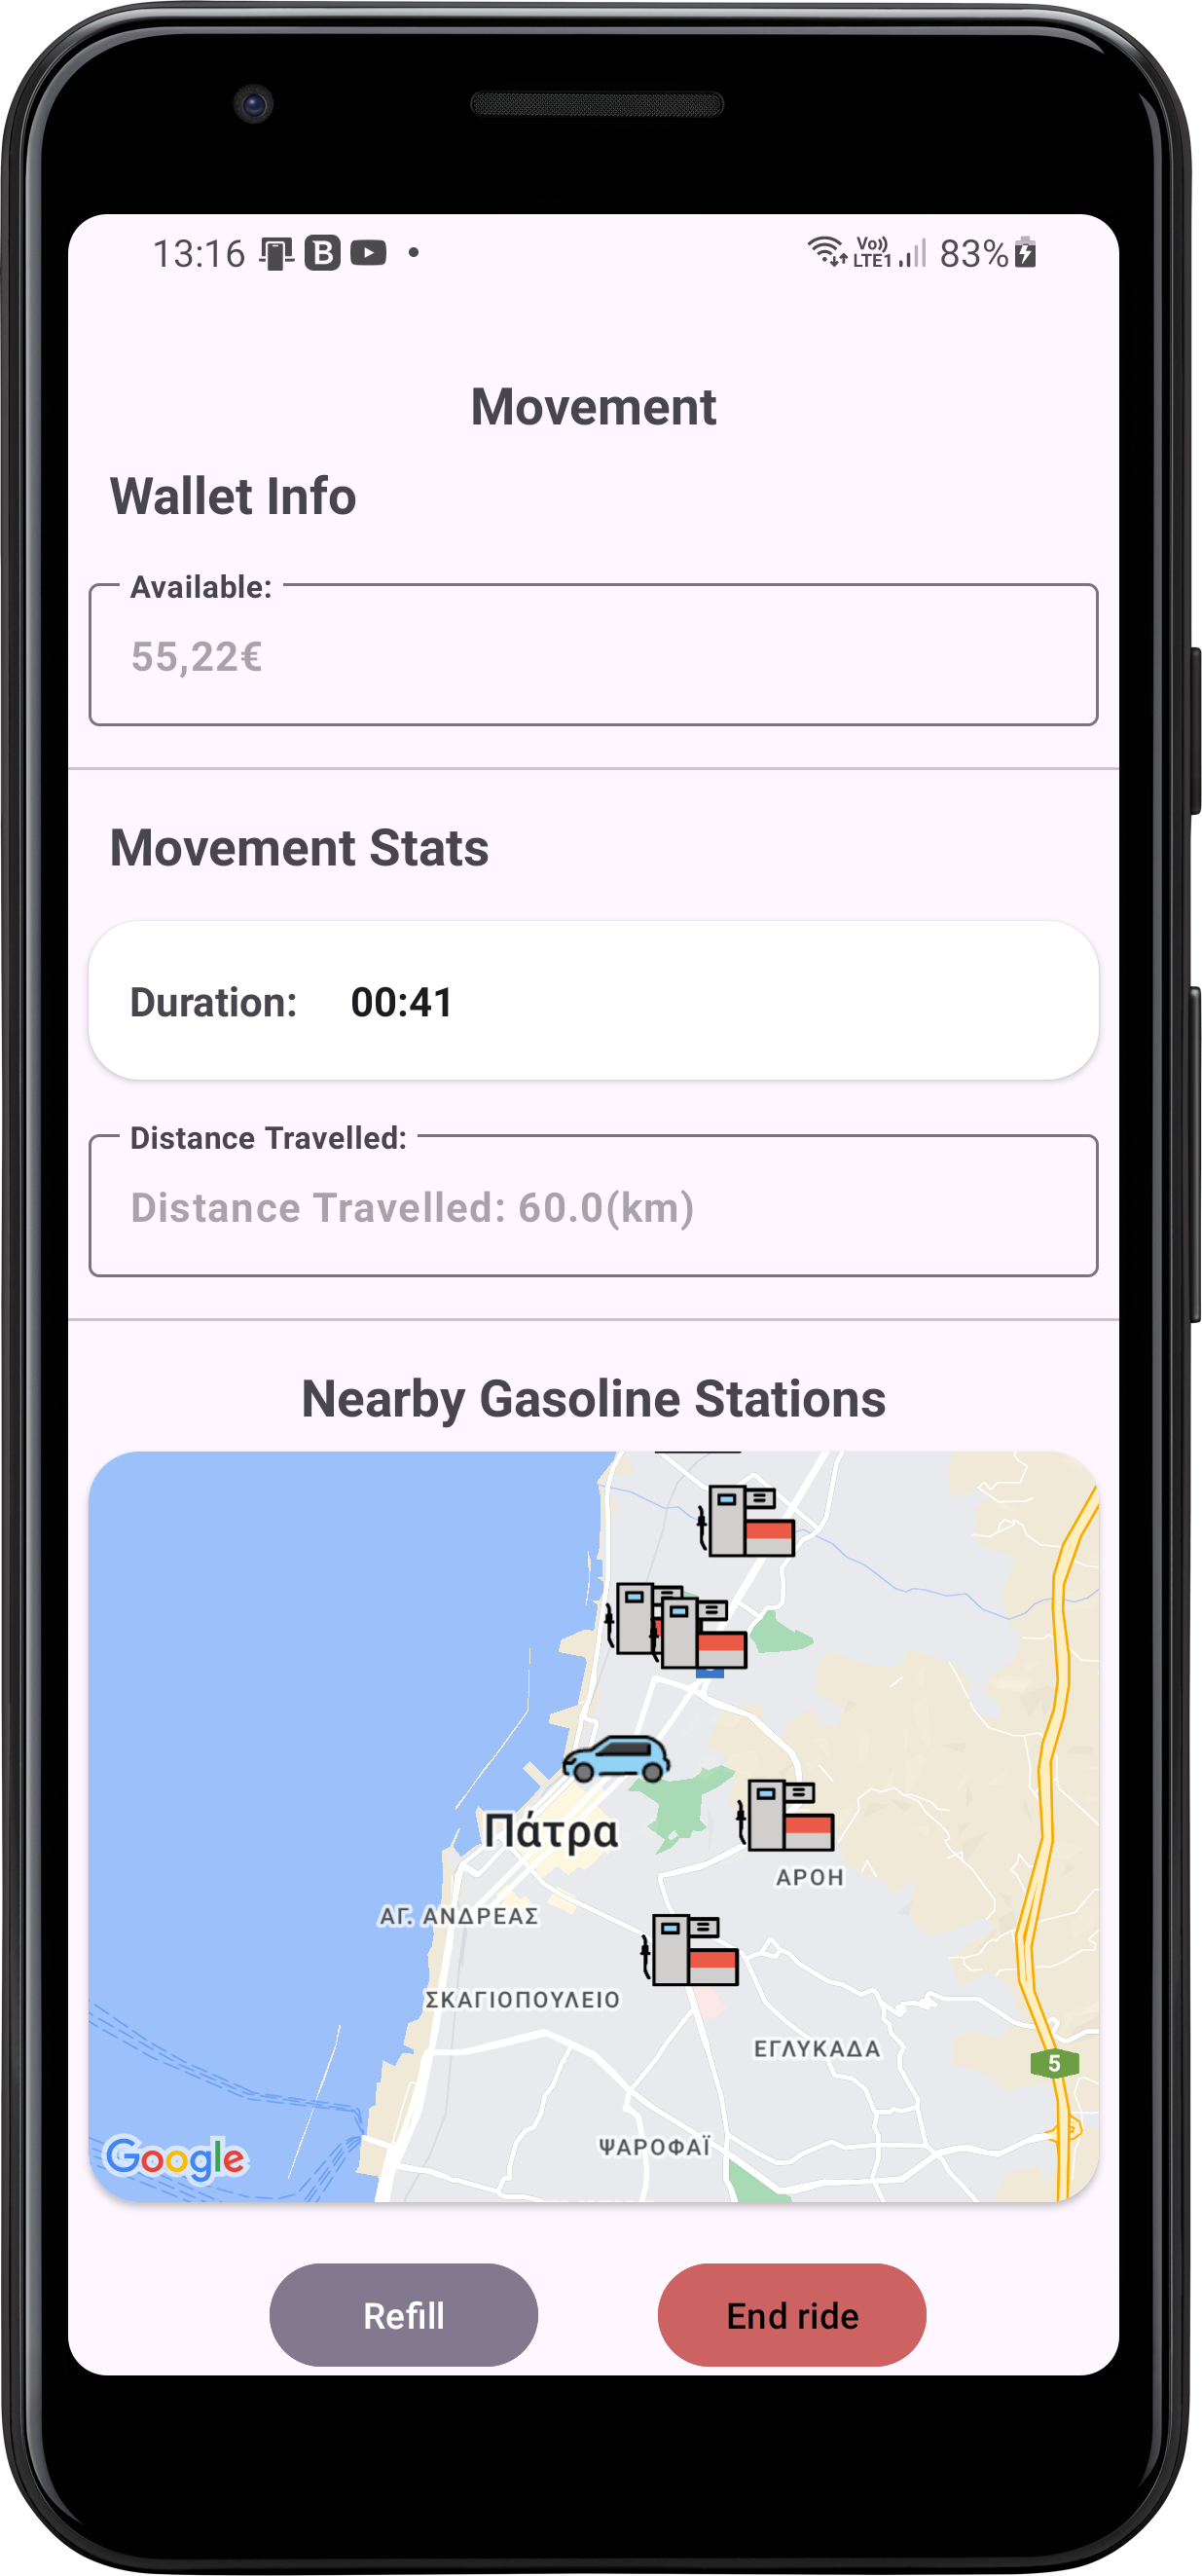 13:16 B
Vo))
LTE1
83%
Movement
Wallet Info
Available:
55,22€
Movement Stats
Duration: 00:41
Distance Travelled:
Distance Travelled: 60.0(km)
Nearby Gasoline Stations
Πάτρα
ΑΡΟΗ
ΑΓ. ΑΝΔΡΕΑΣ
ΣΚΑΓΙΟΠΟΥΛΕΙΟ
ΕΓΛΥΚΑΔΑ
5
ΨΑΡΟΦΑΪ
Google
Refill
End ride